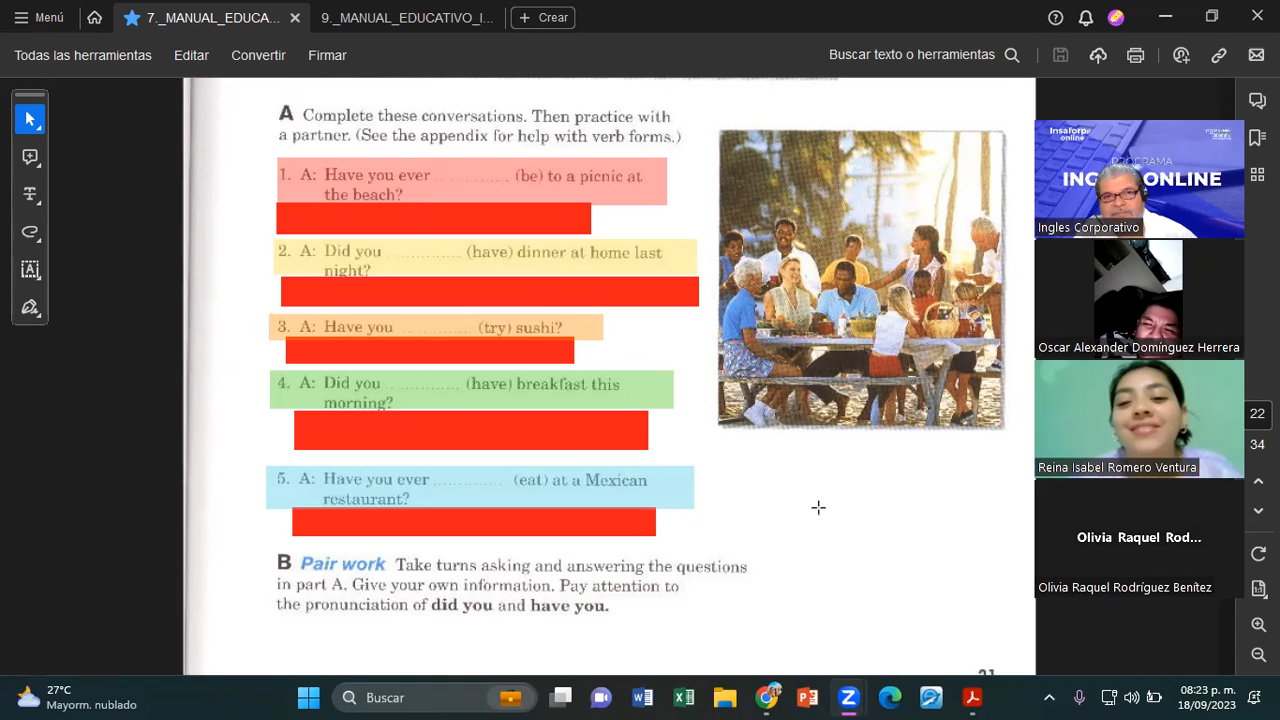 Menú
7._MANUAL_EDUCA...
9._MANUAL_EDUCATIVO_I...
Crear
Todas las herramientas
Editar
Convertir
Firmar
Buscar texto o herramientas
A Complete these conversations. Then practice with
a partner. (See the appendix for help with verb forms.)
1. A: Have you ever ............. (be) to a picnic at
the beach?
2. A: Did you ............. (have) dinner at home last
night?
3. A: Have you ............. (try) sushi?
4. A: Did you ............. (have) breakfast this
morning?
5. A: Have you ever ............. (eat) at a Mexican
restaurant?
B Pair work Take turns asking and answering the questions
in part A. Give your own information. Pay attention to
the pronunciation of did you and have you.
Insaforp
online
PROGRAMA
ING ONLINE
Ingles Corporativo
Oscar Alexander Domínguez Herrera
Reina Isabel Romero Ventura
Olivia Raquel Rod...
Olivia Raquel Rodríguez Benítez
22
34
27°C
Mayorm. nublado
Buscar
08:23 p. m.
18/09/2023